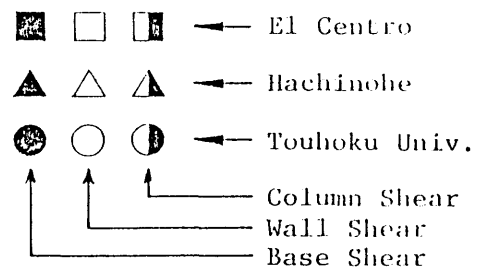 El Centro
Hachinohe
Touhoku Univ.
Column Shear
Wall Shear
Base Shear